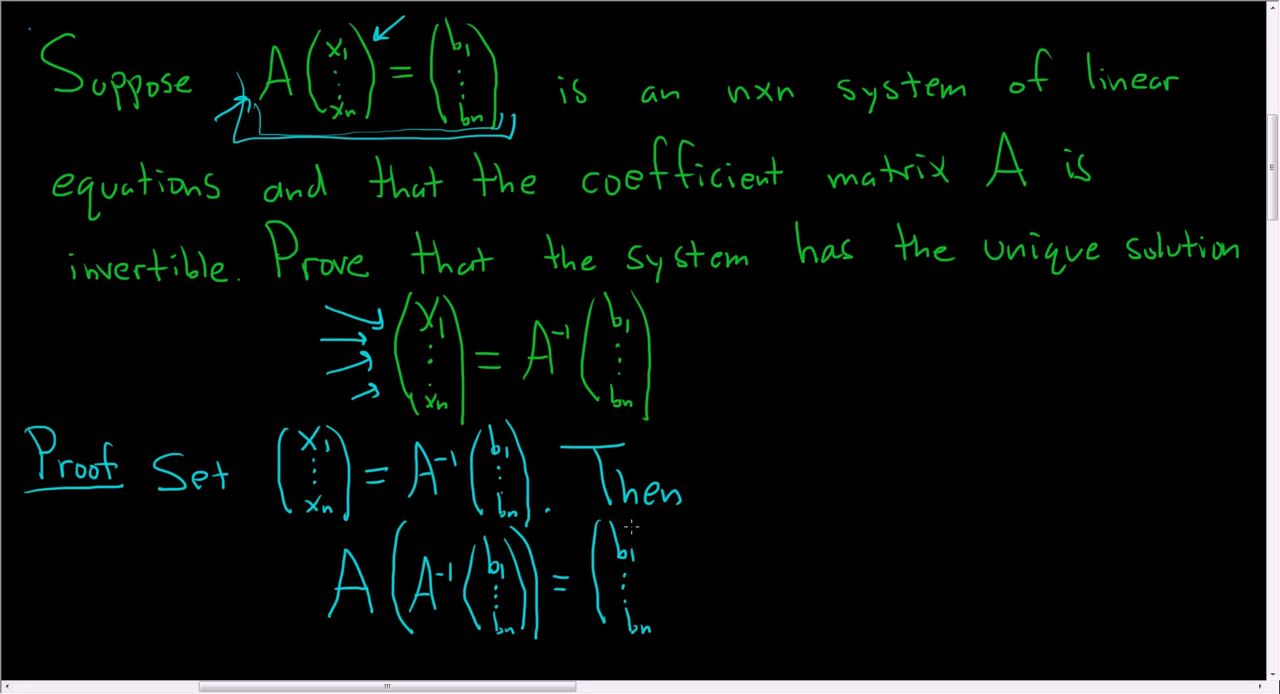 Suppose A (x1 ⋮ xn) = (b1 ⋮ bn) is an nxn system of linear
equations and that the coefficient matrix A is
invertible. Prove that the system has the unique solution
(x1 ⋮ xn) = A⁻¹ (b1 ⋮ bn)
Proof Set (x1 ⋮ xn) = A⁻¹ (b1 ⋮ bn). Then
A (A⁻¹ (b1 ⋮ bn)) = (b1 ⋮ bn